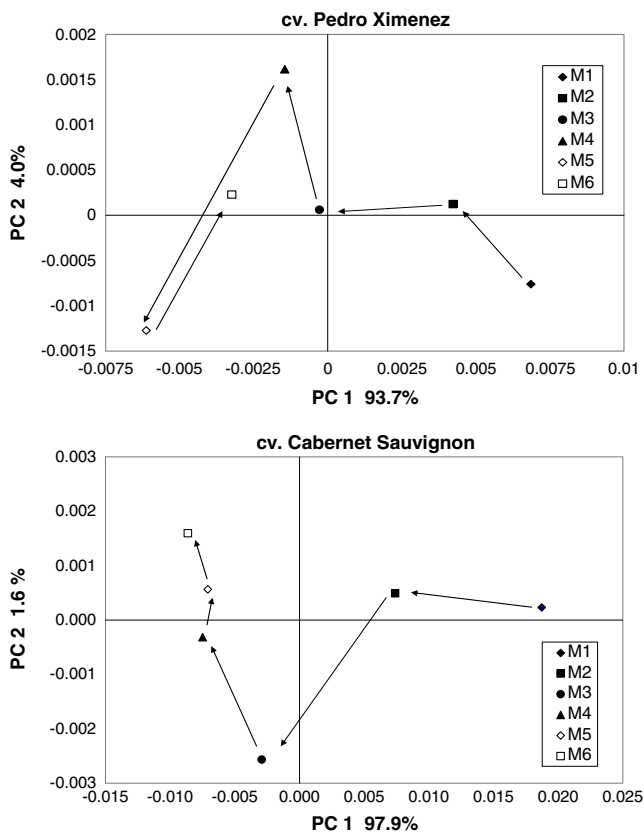 cv. Pedro Ximenez
0.002
0.0015
0.001
0.0005
0
-0.0005
-0.001
-0.0015
PC 2 4.0%
M1
M2
M3
M4
M5
M6
-0.0075 -0.005 -0.0025 0 0.0025 0.005 0.0075 0.01
PC 1 93.7%
cv. Cabernet Sauvignon
0.003
0.002
0.001
0.000
-0.001
-0.002
-0.003
PC 2 1.6 %
M1
M2
M3
M4
M5
M6
-0.015 -0.010 -0.005 0.000 0.005 0.010 0.015 0.020 0.025
PC 1 97.9%